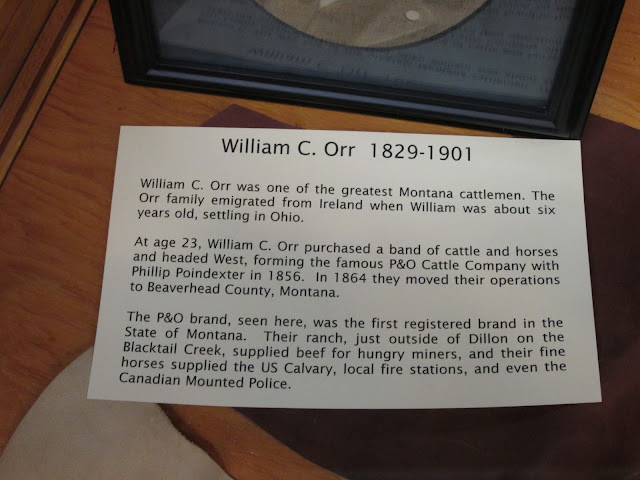 William C. Orr 1829-1901
William C. Orr was one of the greatest Montana cattlemen. The
Orr family emigrated from Ireland when William was about six
years old, settling in Ohio.
At age 23, William C. Orr purchased a band of cattle and horses
and headed West, forming the famous P&O Cattle Company with
Phillip Poindexter in 1856. In 1864 they moved their operations
to Beaverhead County, Montana.
The P&O brand, seen here, was the first registered brand in the
State of Montana. Their ranch, just outside of Dillon on the
Blacktail Creek, supplied beef for hungry miners, and their fine
horses supplied the US Calvary, local fire stations, and even the
Canadian Mounted Police.